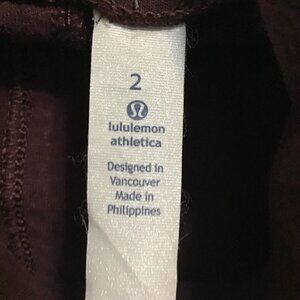 2
lululemon
athletica
Designed in
Vancouver
Made in
Philippines